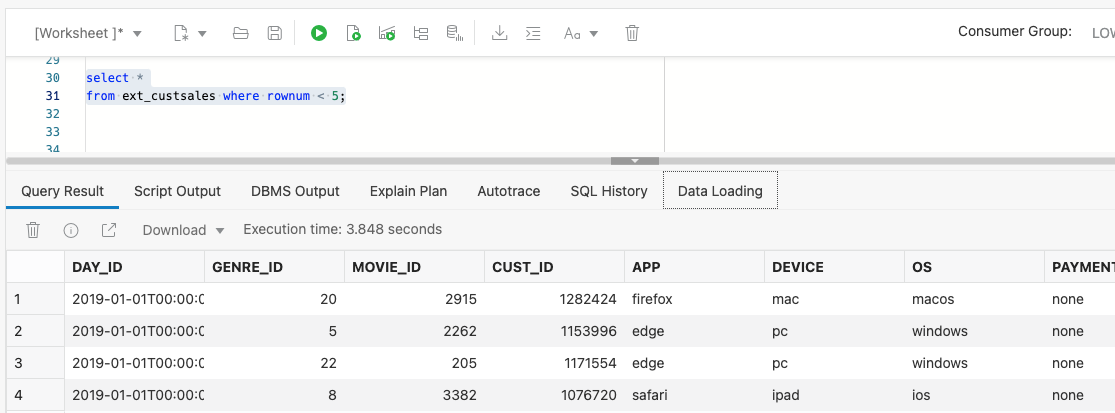 [Worksheet ]* Aa Consumer Group: LOW
29
30 select *
31 from ext_custsales where rownum < 5;
32
33
34
Query Result Script Output DBMS Output Explain Plan Autotrace SQL History Data Loading
Download Execution time: 3.848 seconds
DAY_ID GENRE_ID MOVIE_ID CUST_ID APP DEVICE OS PAYMENT
1 2019-01-01T00:00:0 20 2915 1282424 firefox mac macos none
2 2019-01-01T00:00:0 5 2262 1153996 edge pc windows none
3 2019-01-01T00:00:0 22 205 1171554 edge pc windows none
4 2019-01-01T00:00:0 8 3382 1076720 safari ipad ios none